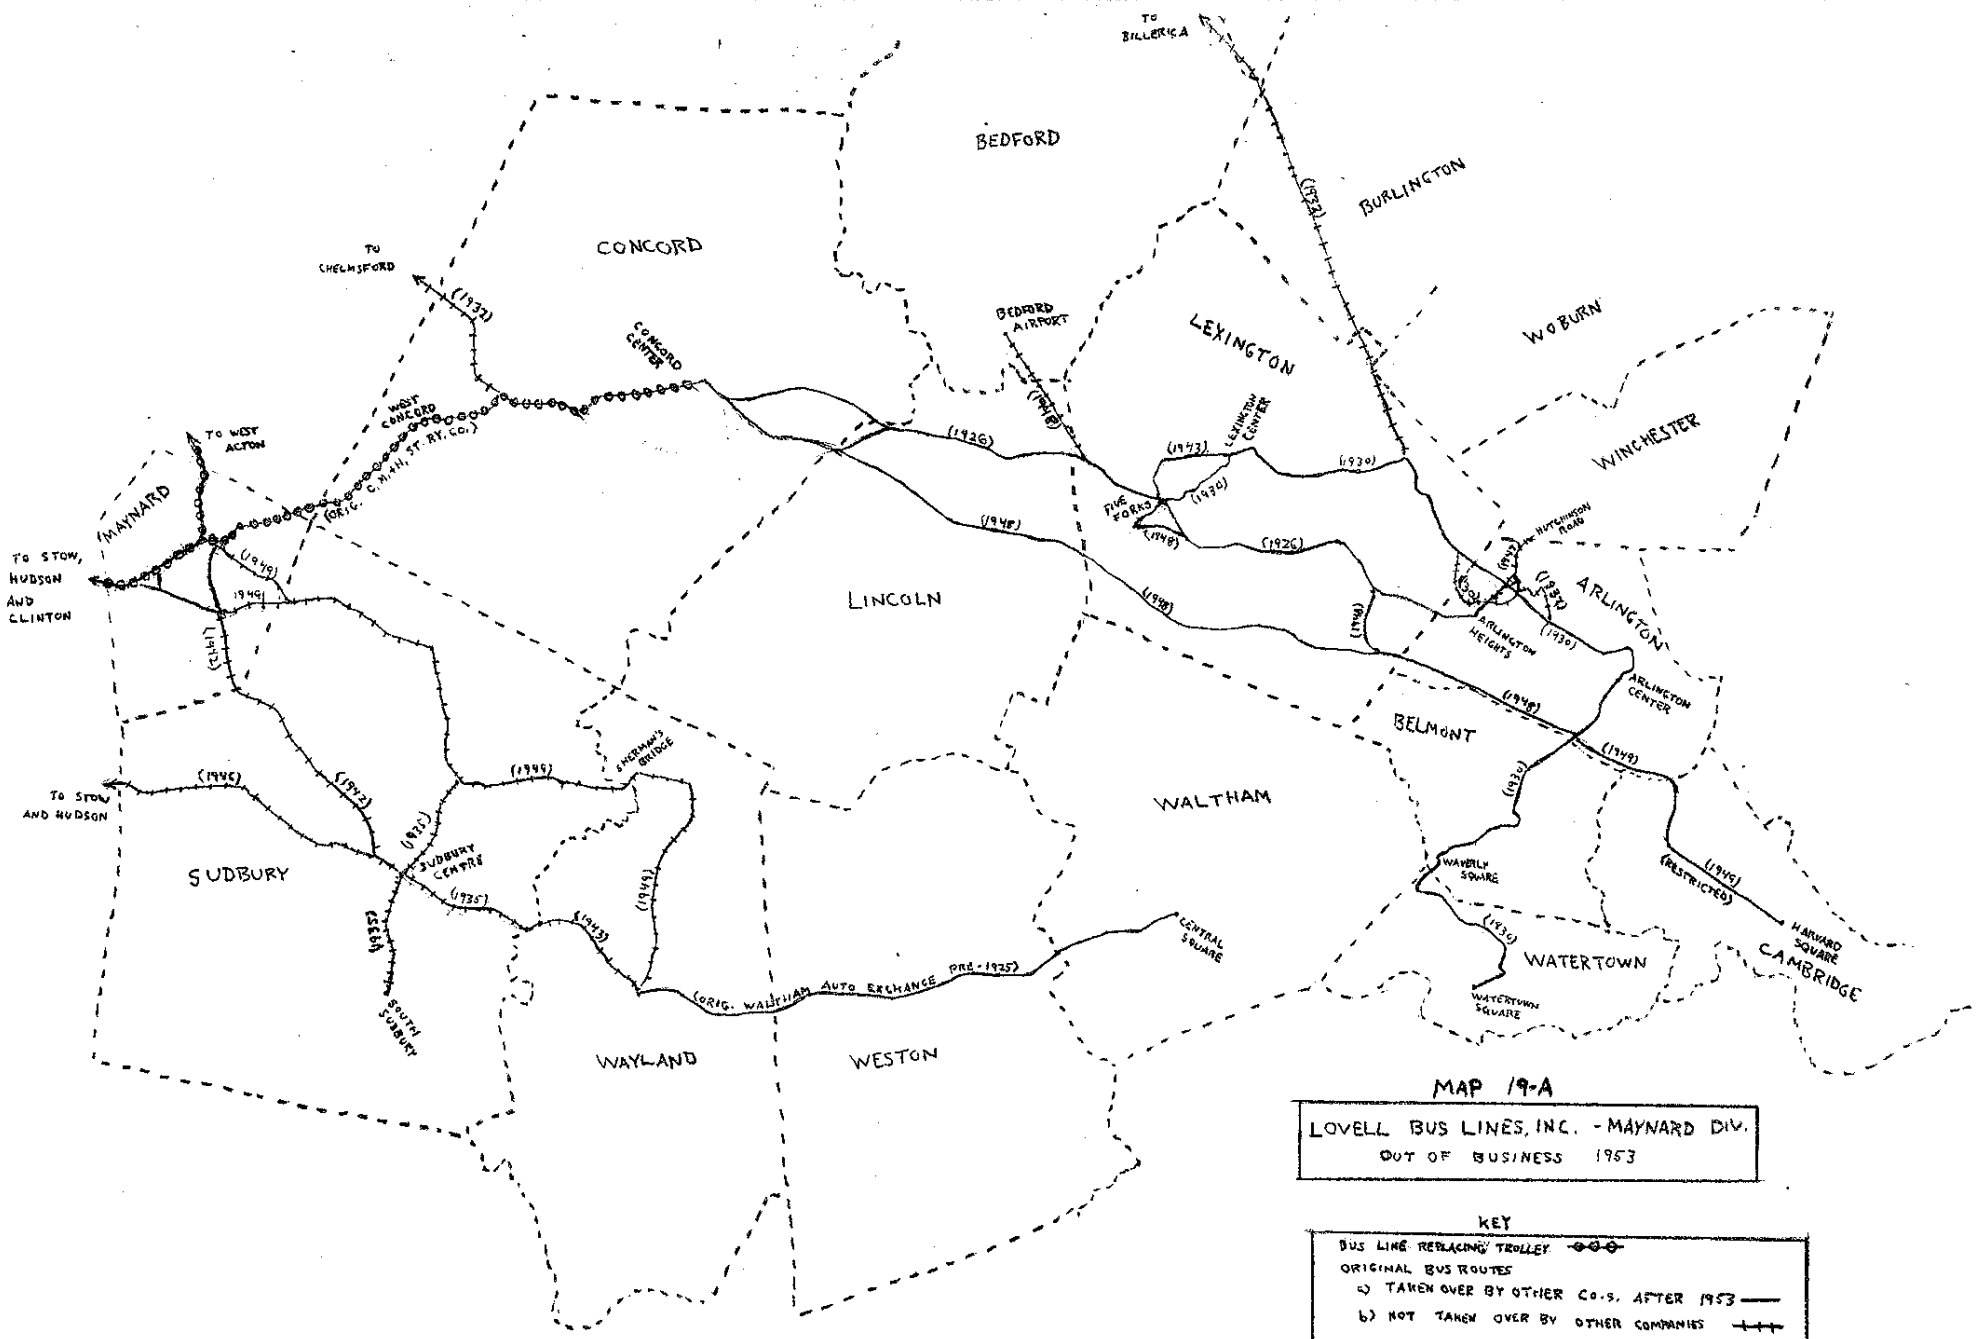 TO
BILLERICA
BEDFORD
BURLINGTON
(1932)
CONCORD
TO
CHELMSFORD
(1932)
BEDFORD
AIRPORT
LEXINGTON
WOBURN
CONCORD
CENTER
(1948)
WEST
CONCORD
(ORIG. C. M. & H. ST. RY. CO.)
LEXINGTON
CENTER
WINCHESTER
TO WEST
ACTON
(1926)
(1943)
(1930)
MAYNARD
FIVE
FORKS
(1934)
(1948)
(1948)
(1926)
HUTCHINSON
ROAD
TO STOW,
HUDSON
AND
CLINTON
(1949)
1949
LINCOLN
(1948)
(1948)
ARLINGTON
HEIGHTS
(1930)
ARLINGTON
(1942)
ARLINGTON
CENTER
SHERMAN'S
BRIDGE
BELMONT
(1948)
(1949)
TO STOW
AND HUDSON
(1946)
(1942)
(1949)
(1930)
WALTHAM
(1935)
SUDBURY
SUDBURY
CENTRE
(1949)
WAVERLY
SQUARE
(1949)
(RESTRICTED)
(1935)
(1943)
CENTRAL
SQUARE
(1930)
HARVARD
SQUARE
CAMBRIDGE
WATERTOWN
(ORIG. WALTHAM AUTO EXCHANGE PRE-1925)
WATERTOWN
SQUARE
SOUTH
SUDBURY
WAYLAND
WESTON
MAP 19-A
LOVELL BUS LINES, INC. - MAYNARD DIV.
OUT OF BUSINESS 1953
KEY
BUS LINE REPLACING TROLLEY
ORIGINAL BUS ROUTES
a) TAKEN OVER BY OTHER CO.S. AFTER 1953
b) NOT TAKEN OVER BY OTHER COMPANIES